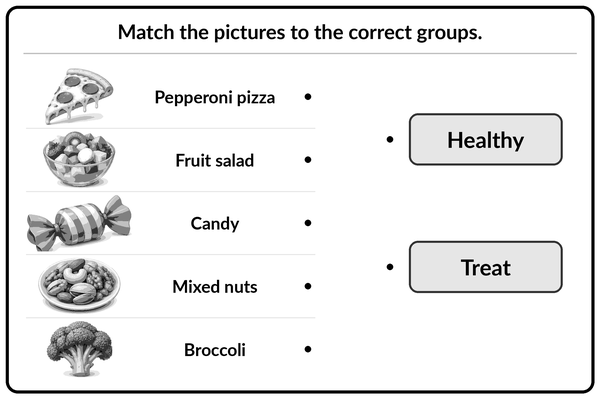 Match the pictures to the correct groups.
Pepperoni pizza
Healthy
Fruit salad
Candy
Treat
Mixed nuts
Broccoli